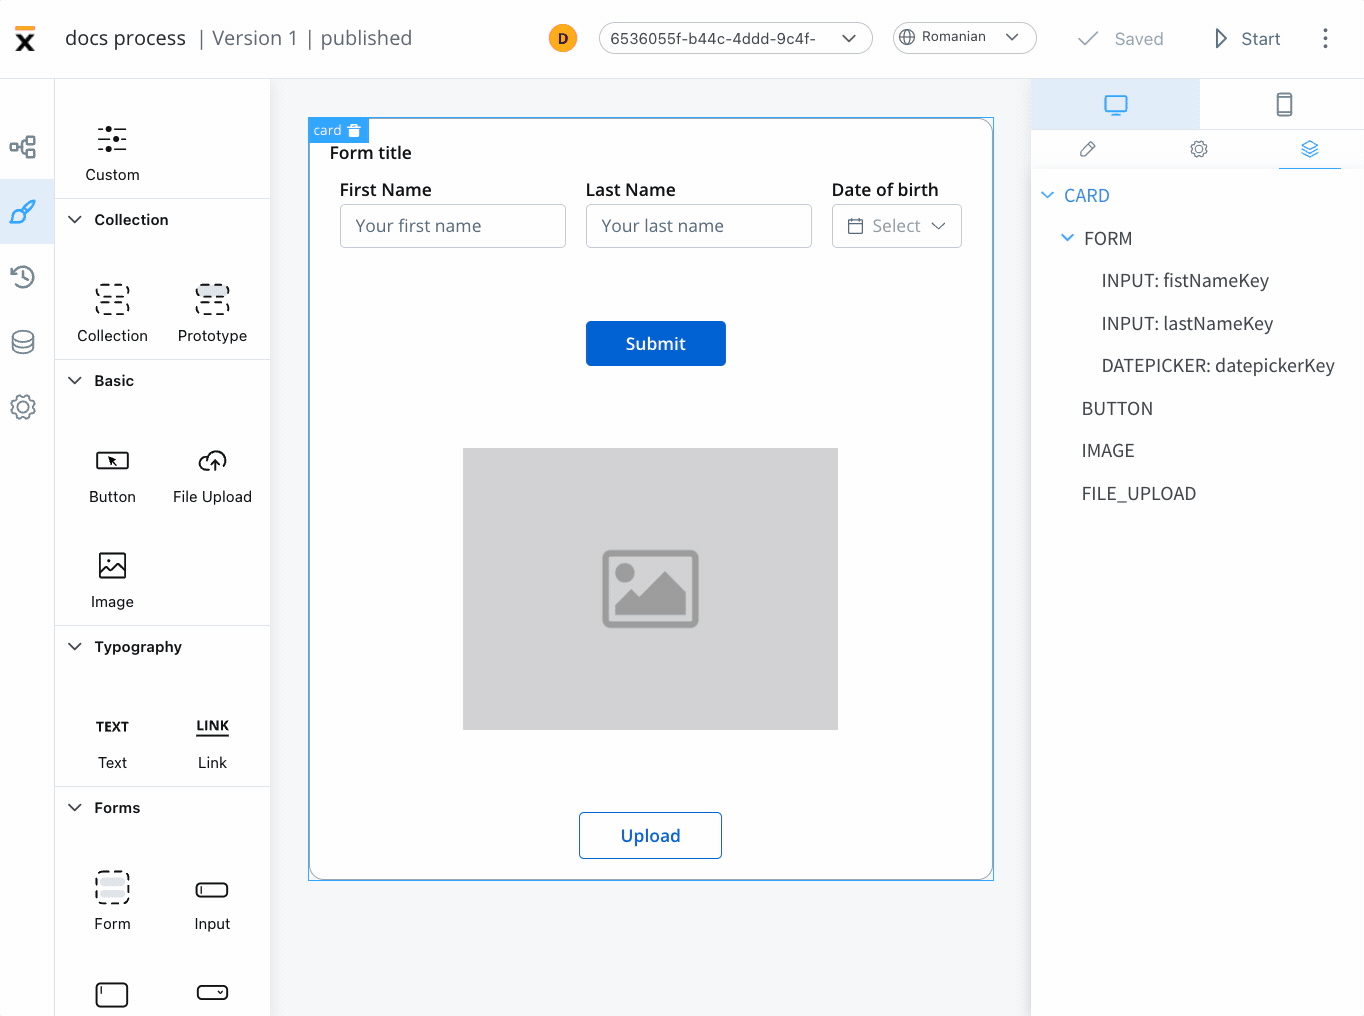 docs process | Version 1 | published D 6536055f-b44c-4ddd-9c4f- Romanian Saved Start
Custom
Collection
Collection Prototype
Basic
Button File Upload
Image
Typography
TEXT LINK
Text Link
Forms
Form Input
card
Form title
First Name Last Name Date of birth
Your first name Your last name Select
Submit
Upload
CARD
FORM
INPUT: fistNameKey
INPUT: lastNameKey
DATEPICKER: datepickerKey
BUTTON
IMAGE
FILE_UPLOAD